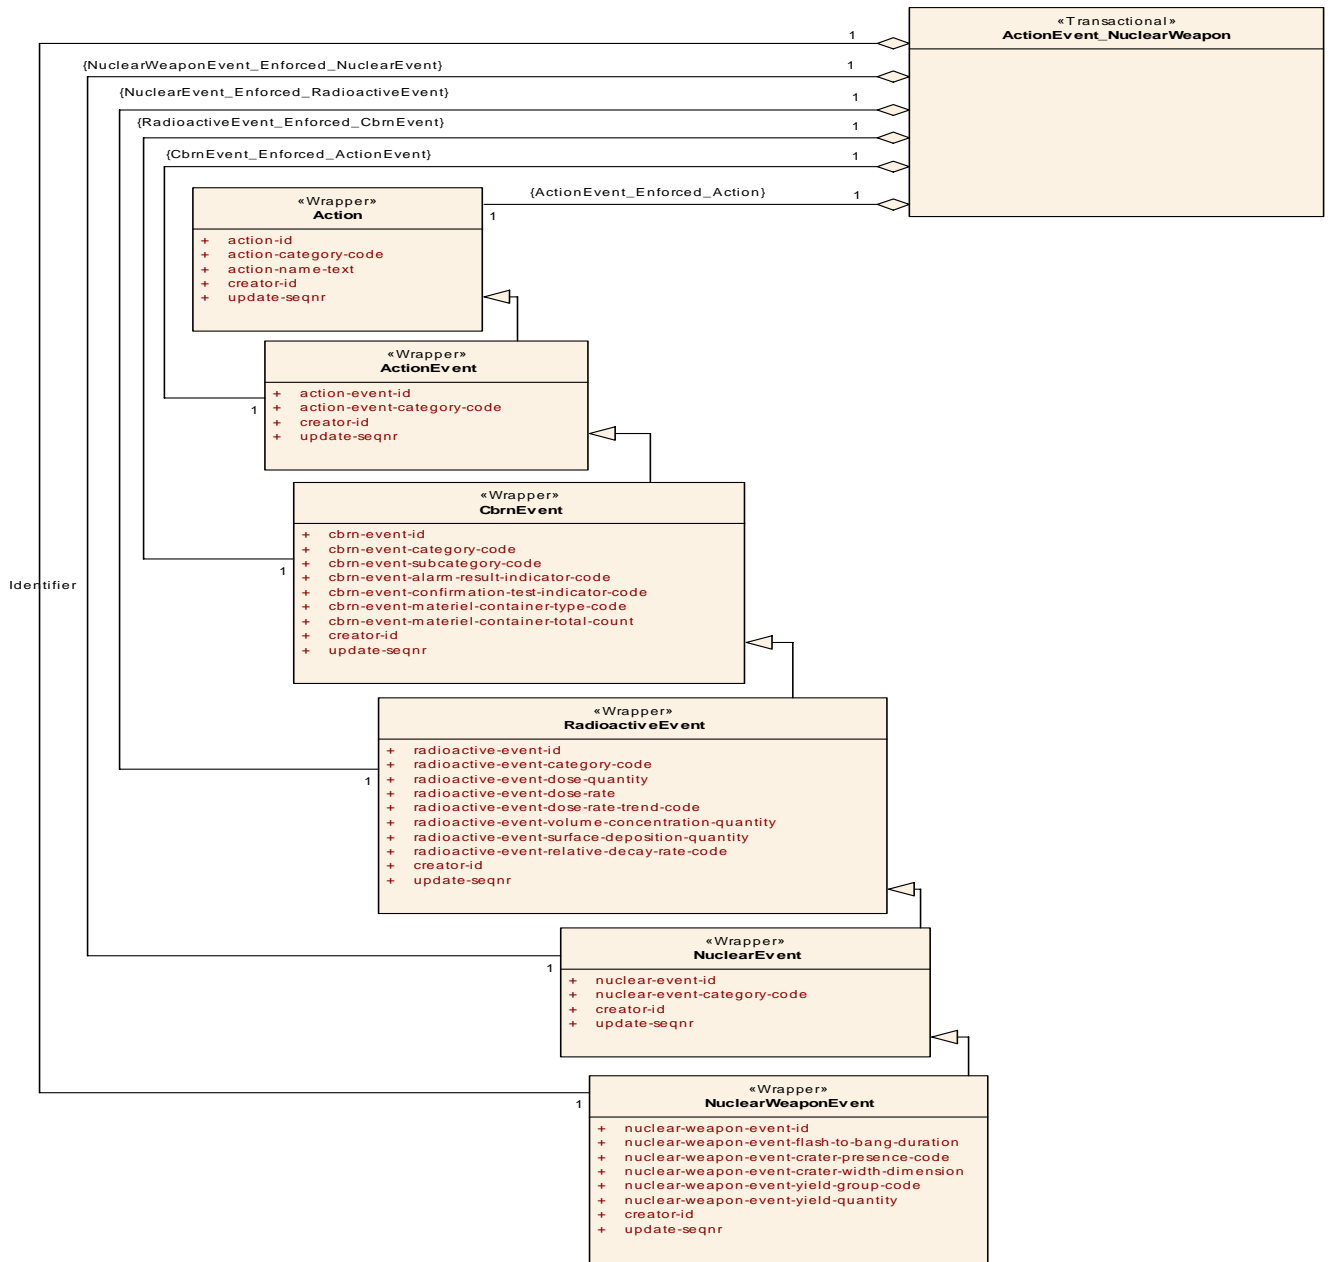 «Transactional»
ActionEvent_NuclearWeapon
1
{NuclearWeaponEvent_Enforced_NuclearEvent}
1
{NuclearEvent_Enforced_RadioactiveEvent}
1
{RadioactiveEvent_Enforced_CbrnEvent}
1
{CbrnEvent_Enforced_ActionEvent}
1
{ActionEvent_Enforced_Action}
1
1
«Wrapper»
Action
+ action-id
+ action-category-code
+ action-name-text
+ creator-id
+ update-seqnr
«Wrapper»
ActionEvent
+ action-event-id
+ action-event-category-code
+ creator-id
+ update-seqnr
1
«Wrapper»
CbrnEvent
+ cbrn-event-id
+ cbrn-event-category-code
+ cbrn-event-subcategory-code
+ cbrn-event-alarm-result-indicator-code
+ cbrn-event-confirmation-test-indicator-code
+ cbrn-event-materiel-container-type-code
+ cbrn-event-materiel-container-total-count
+ creator-id
+ update-seqnr
1
Identifier
«Wrapper»
RadioactiveEvent
+ radioactive-event-id
+ radioactive-event-category-code
+ radioactive-event-dose-quantity
+ radioactive-event-dose-rate
+ radioactive-event-dose-rate-trend-code
+ radioactive-event-volume-concentration-quantity
+ radioactive-event-surface-deposition-quantity
+ radioactive-event-relative-decay-rate-code
+ creator-id
+ update-seqnr
1
«Wrapper»
NuclearEvent
+ nuclear-event-id
+ nuclear-event-category-code
+ creator-id
+ update-seqnr
1
«Wrapper»
NuclearWeaponEvent
+ nuclear-weapon-event-id
+ nuclear-weapon-event-flash-to-bang-duration
+ nuclear-weapon-event-crater-presence-code
+ nuclear-weapon-event-crater-width-dimension
+ nuclear-weapon-event-yield-group-code
+ nuclear-weapon-event-yield-quantity
+ creator-id
+ update-seqnr
1